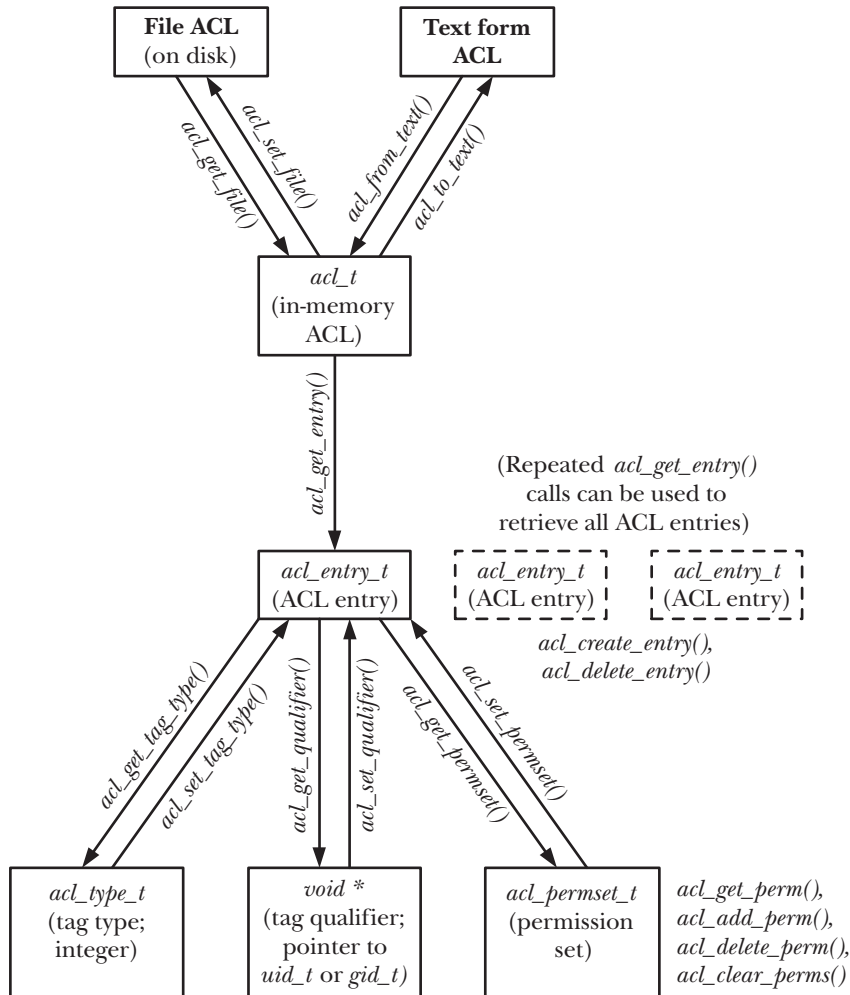 File ACL
(on disk)
Text form
ACL
acl_get_file()
acl_set_file()
acl_from_text()
acl_to_text()
acl_t
(in-memory
ACL)
acl_get_entry()
(Repeated acl_get_entry()
calls can be used to
retrieve all ACL entries)
acl_entry_t
(ACL entry)
acl_entry_t
(ACL entry)
acl_entry_t
(ACL entry)
acl_create_entry(),
acl_delete_entry()
acl_get_tag_type()
acl_set_tag_type()
acl_get_qualifier()
acl_set_qualifier()
acl_get_permset()
acl_set_permset()
acl_type_t
(tag type;
integer)
void *
(tag qualifier;
pointer to
uid_t or gid_t)
acl_permset_t
(permission
set)
acl_get_perm(),
acl_add_perm(),
acl_delete_perm(),
acl_clear_perms()